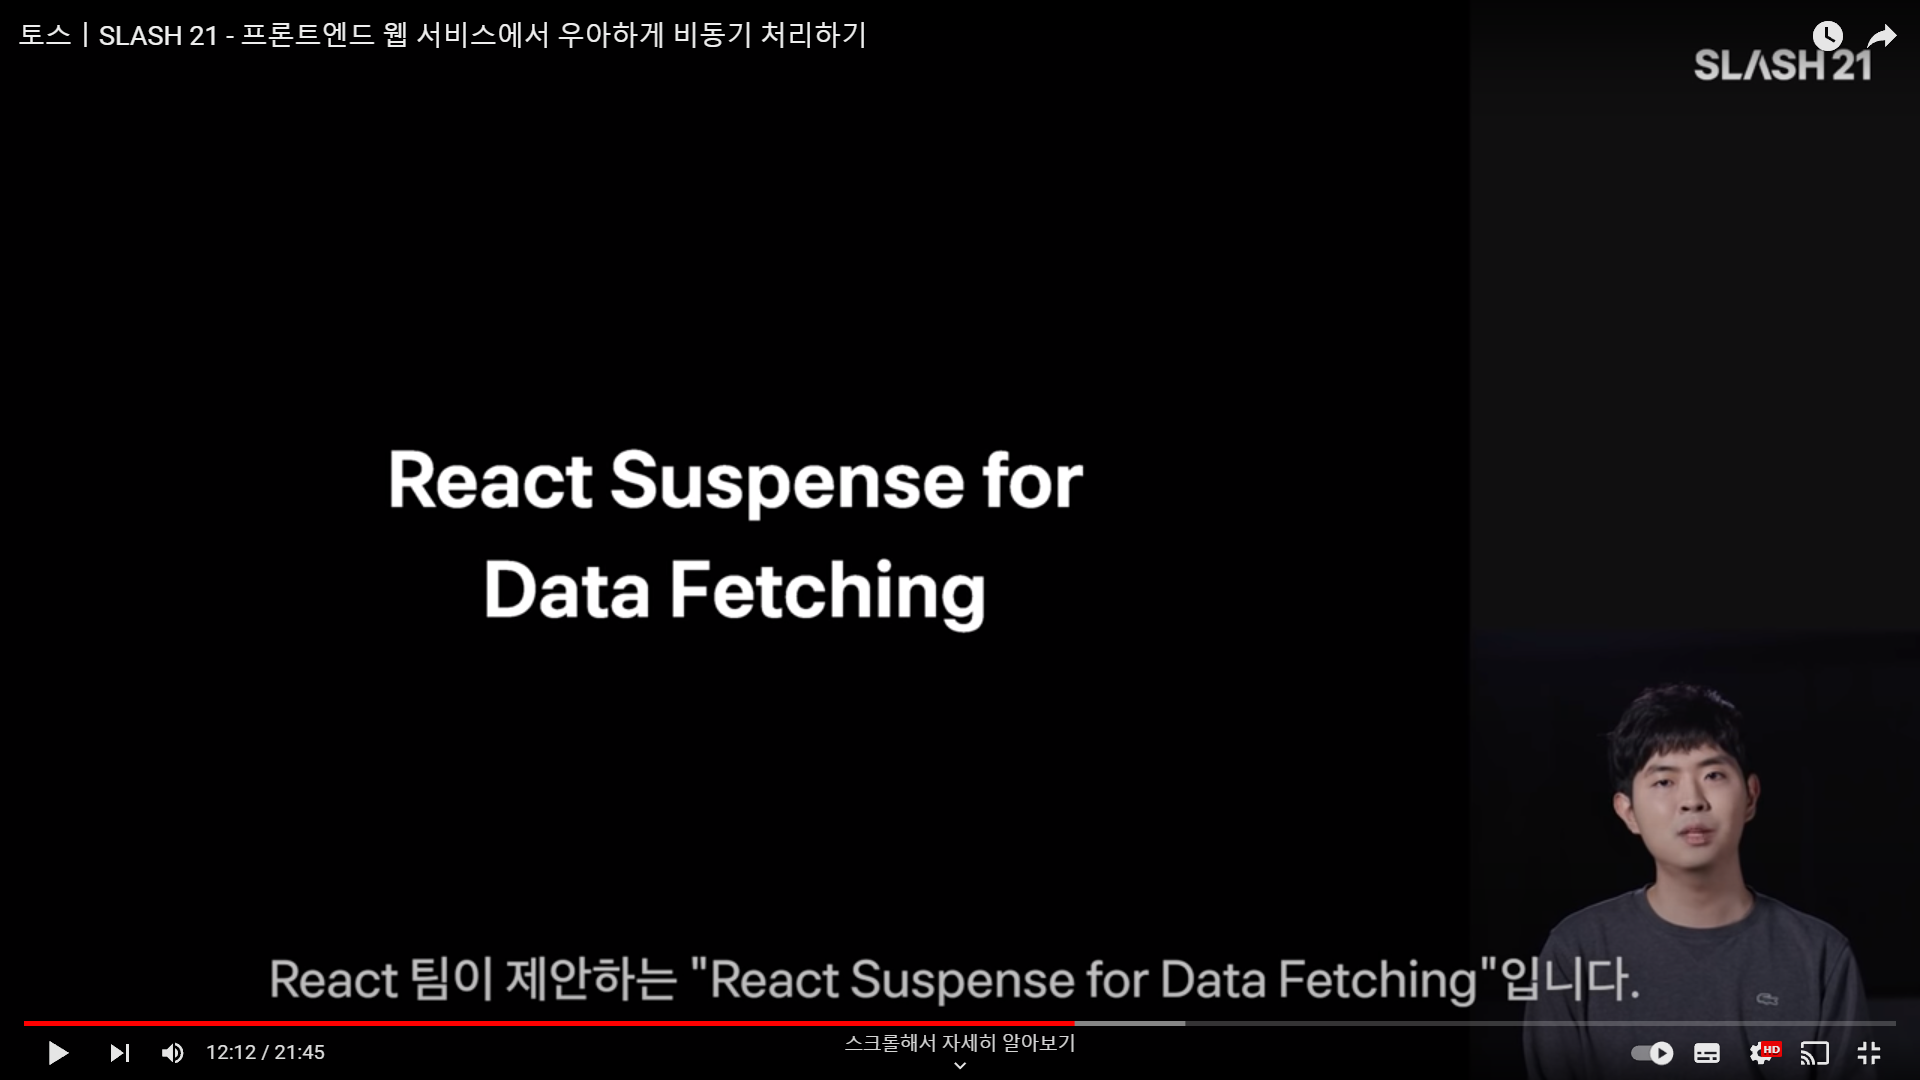 토스ㅣSLASH 21 - 프론트엔드 웹 서비스에서 우아하게 비동기 처리하기
SLASH 21
React Suspense for
Data Fetching
React 팀이 제안하는 "React Suspense for Data Fetching"입니다.
12:12 / 21:45
스크롤해서 자세히 알아보기
HD